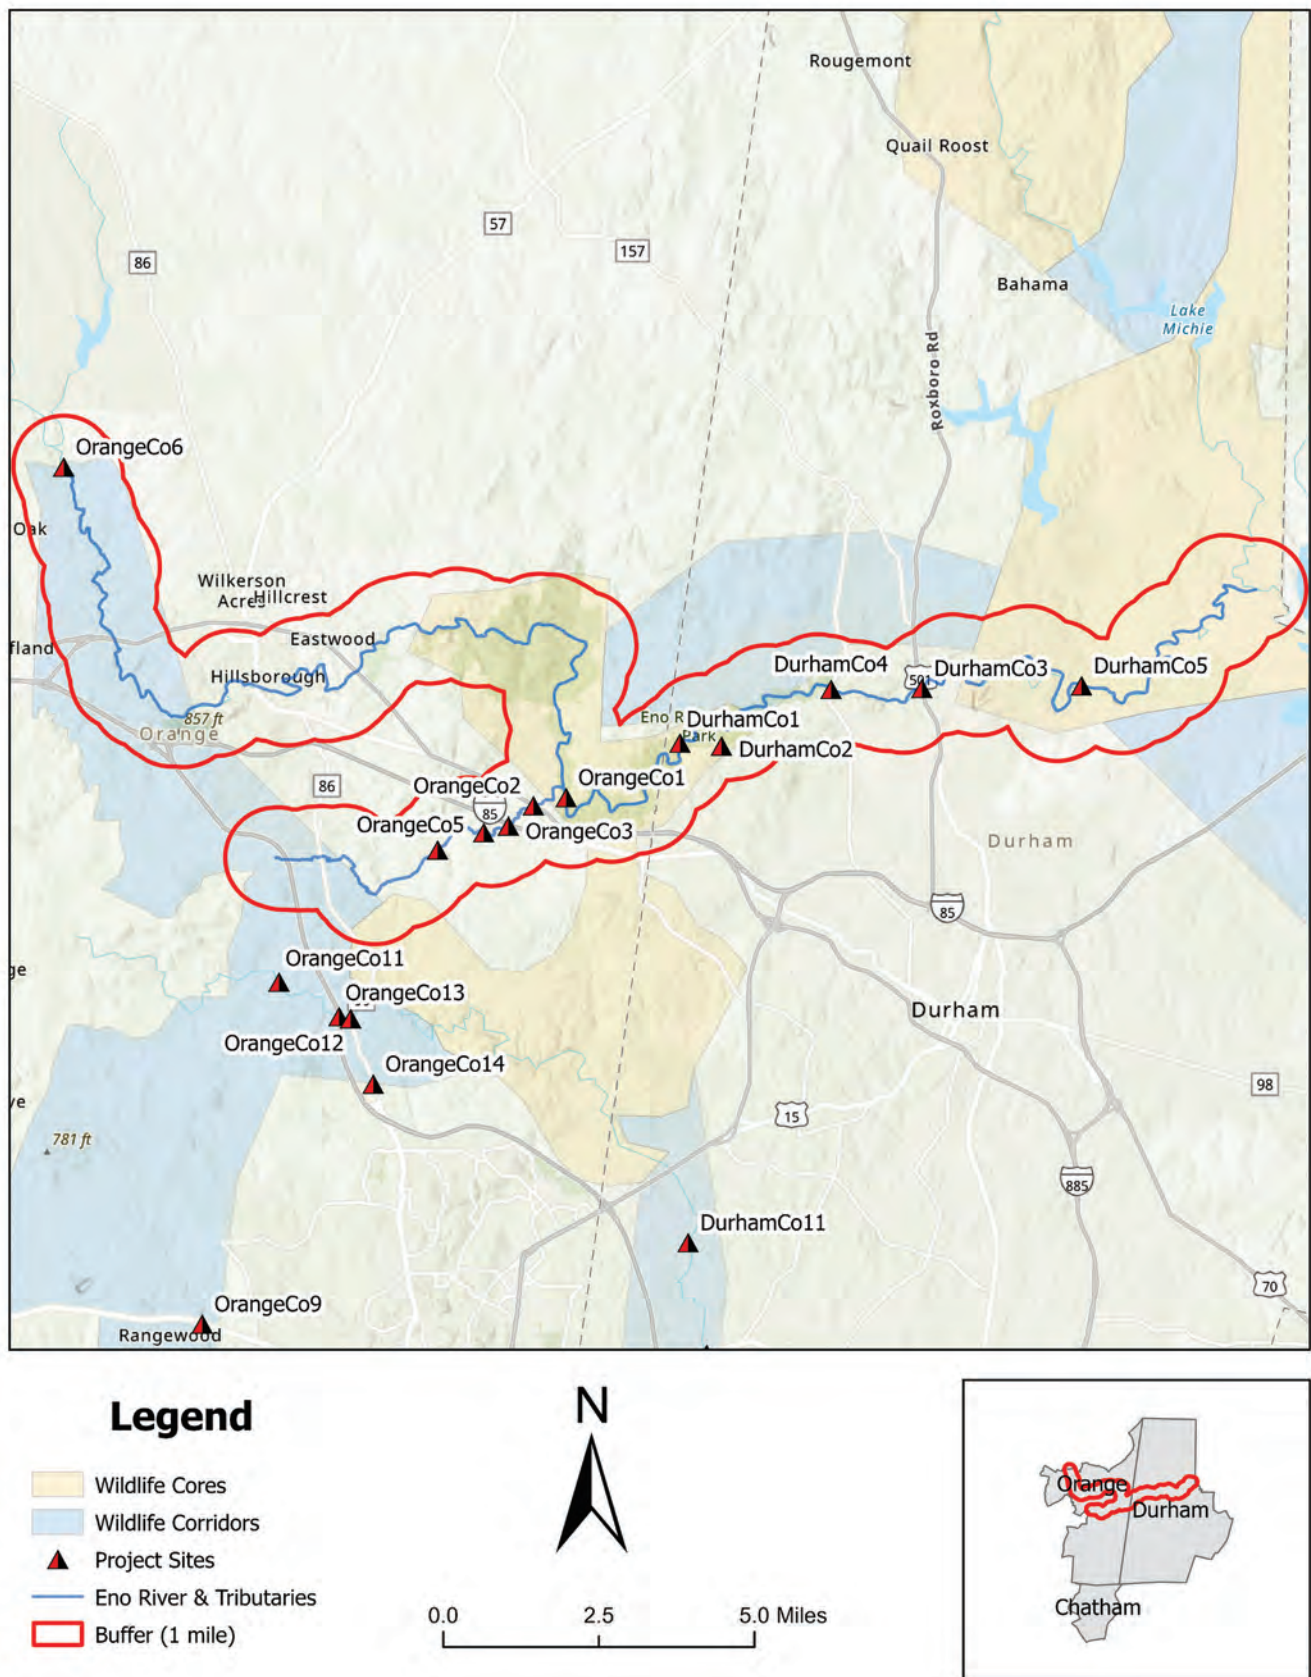 Rougemont
Quail Roost
57
157
86
Bahama
Lake
Michie
Roxboro Rd
OrangeCo6
Oak
Wilkerson
Acres
Hillcrest
Eastwood
fland
Hillsborough
DurhamCo4
501
DurhamCo3
DurhamCo5
857 ft
Orange
Eno R
Park
DurhamCo1
DurhamCo2
86
OrangeCo2
OrangeCo1
85
OrangeCo5
OrangeCo3
Durham
85
OrangeCo11
ge
OrangeCo13
Durham
OrangeCo12
OrangeCo14
98
ve
15
781 ft
885
DurhamCo11
70
OrangeCo9
Rangewood
Legend
Wildlife Cores
Wildlife Corridors
Project Sites
Eno River & Tributaries
Buffer (1 mile)
N
0.0 2.5 5.0 Miles
Orange
Durham
Chatham